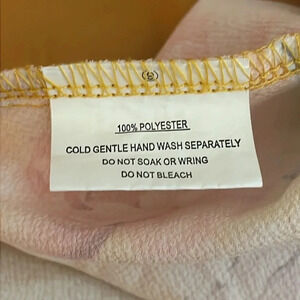 100% POLYESTER
COLD GENTLE HAND WASH SEPARATELY
DO NOT SOAK OR WRING
DO NOT BLEACH